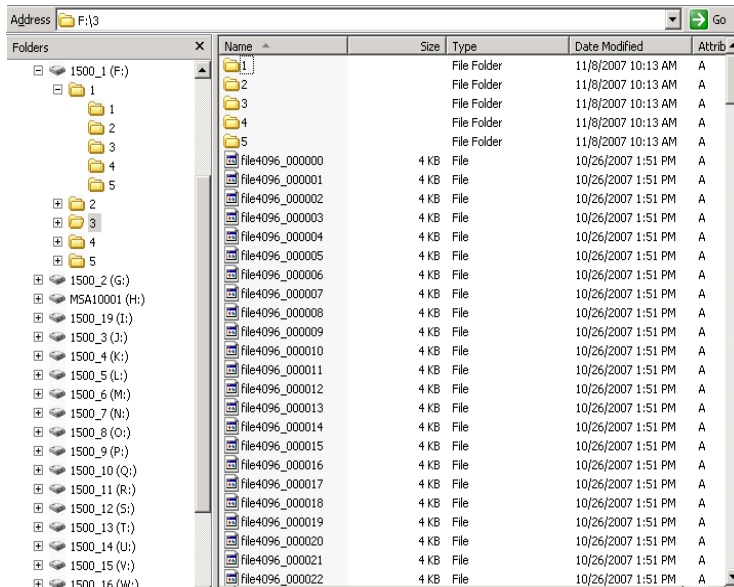 Address F:\3 Go
Folders x
1500_1 (F:)
1
1
2
3
4
5
2
3
4
5
1500_2 (G:)
MSA10001 (H:)
1500_19 (I:)
1500_3 (J:)
1500_4 (K:)
1500_5 (L:)
1500_6 (M:)
1500_7 (N:)
1500_8 (O:)
1500_9 (P:)
1500_10 (Q:)
1500_11 (R:)
1500_12 (S:)
1500_13 (T:)
1500_14 (U:)
1500_15 (V:)
1500_16 (W:)
Name Size Type Date Modified Attrib
1 File Folder 11/8/2007 10:13 AM A
2 File Folder 11/8/2007 10:13 AM A
3 File Folder 11/8/2007 10:13 AM A
4 File Folder 11/8/2007 10:13 AM A
5 File Folder 11/8/2007 10:13 AM A
file4096_000000 4 KB File 10/26/2007 1:51 PM A
file4096_000001 4 KB File 10/26/2007 1:51 PM A
file4096_000002 4 KB File 10/26/2007 1:51 PM A
file4096_000003 4 KB File 10/26/2007 1:51 PM A
file4096_000004 4 KB File 10/26/2007 1:51 PM A
file4096_000005 4 KB File 10/26/2007 1:51 PM A
file4096_000006 4 KB File 10/26/2007 1:51 PM A
file4096_000007 4 KB File 10/26/2007 1:51 PM A
file4096_000008 4 KB File 10/26/2007 1:51 PM A
file4096_000009 4 KB File 10/26/2007 1:51 PM A
file4096_000010 4 KB File 10/26/2007 1:51 PM A
file4096_000011 4 KB File 10/26/2007 1:51 PM A
file4096_000012 4 KB File 10/26/2007 1:51 PM A
file4096_000013 4 KB File 10/26/2007 1:51 PM A
file4096_000014 4 KB File 10/26/2007 1:51 PM A
file4096_000015 4 KB File 10/26/2007 1:51 PM A
file4096_000016 4 KB File 10/26/2007 1:51 PM A
file4096_000017 4 KB File 10/26/2007 1:51 PM A
file4096_000018 4 KB File 10/26/2007 1:51 PM A
file4096_000019 4 KB File 10/26/2007 1:51 PM A
file4096_000020 4 KB File 10/26/2007 1:51 PM A
file4096_000021 4 KB File 10/26/2007 1:51 PM A
file4096_000022 4 KB File 10/26/2007 1:51 PM A